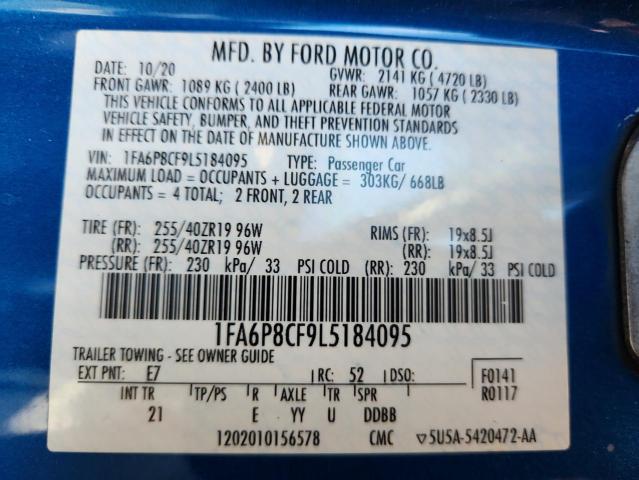 MFD. BY FORD MOTOR CO.
DATE: 10/20 GVWR: 2141 KG ( 4720 LB)
FRONT GAWR: 1089 KG ( 2400 LB) REAR GAWR: 1057 KG ( 2330 LB)
THIS VEHICLE CONFORMS TO ALL APPLICABLE FEDERAL MOTOR
VEHICLE SAFETY, BUMPER, AND THEFT PREVENTION STANDARDS
IN EFFECT ON THE DATE OF MANUFACTURE SHOWN ABOVE.
VIN: 1FA6P8CF9L5184095 TYPE: Passenger Car
MAXIMUM LOAD = OCCUPANTS + LUGGAGE = 303KG/ 668LB
OCCUPANTS = 4 TOTAL; 2 FRONT, 2 REAR
TIRE (FR): 255/40ZR19 96W RIMS (FR): 19x8.5J
(RR): 255/40ZR19 96W (RR): 19x8.5J
PRESSURE (FR): 230 kPa/ 33 PSI COLD (RR): 230 kPa/ 33 PSI COLD
1FA6P8CF9L5184095
TRAILER TOWING - SEE OWNER GUIDE
EXT PNT: E7 RC: 52 DSO: F0141
INT TR TP/PS R AXLE TR SPR R0117
21 E YY U DDBB
1202010156578 CMC ▽5U5A-5420472-AA